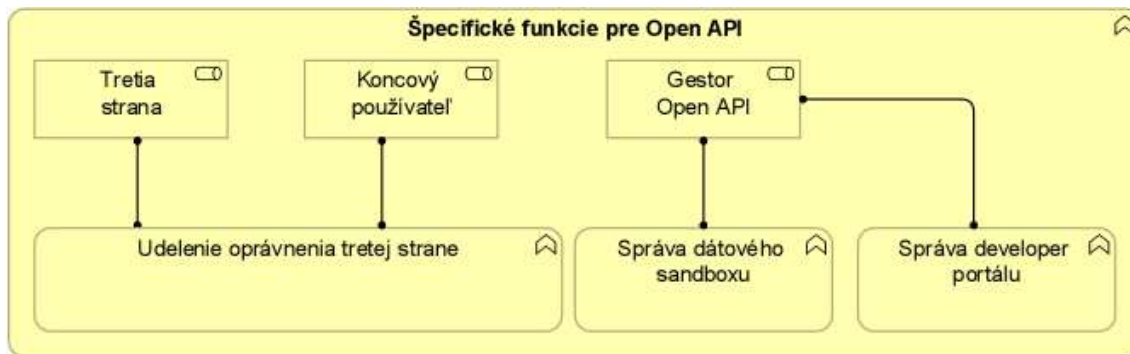 Špecifické funkcie pre Open API
Tretia
strana
Koncový
používateľ
Gestor
Open API
Udelenie oprávnenia tretej strane
Správa dátového
sandboxu
Správa developer
portálu